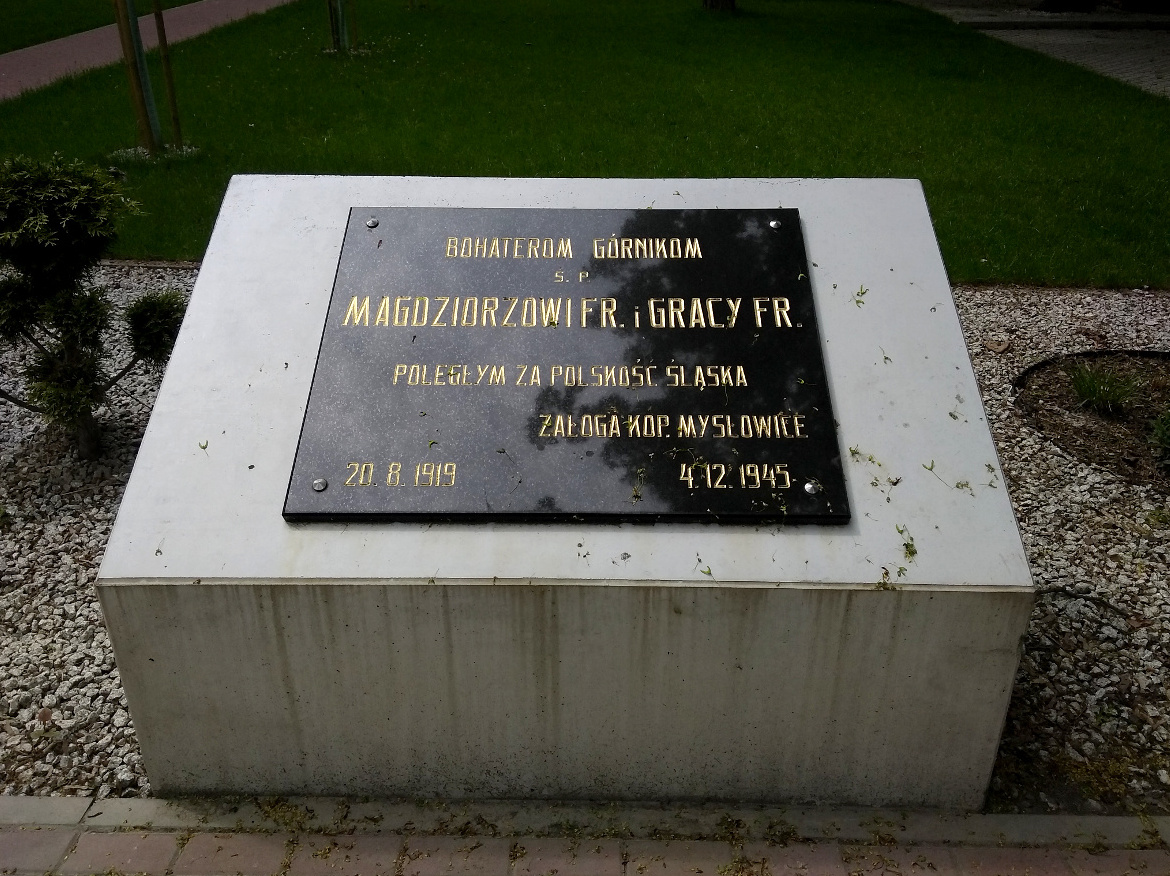 BOHATEROM GÓRNIKOM
Ś. P.
MAGDZIORZOWI FR. i GRACY FR.
POLEGŁYM ZA POLSKOŚĆ ŚLĄSKA
ZAŁOGA KOP. MYSŁOWICE
20. 8. 1919 4. 12. 1945